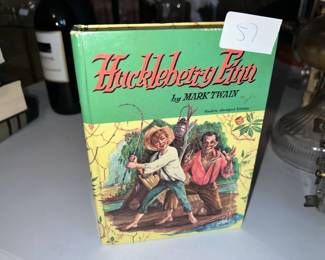 57
Huckleberry Finn
by MARK TWAIN